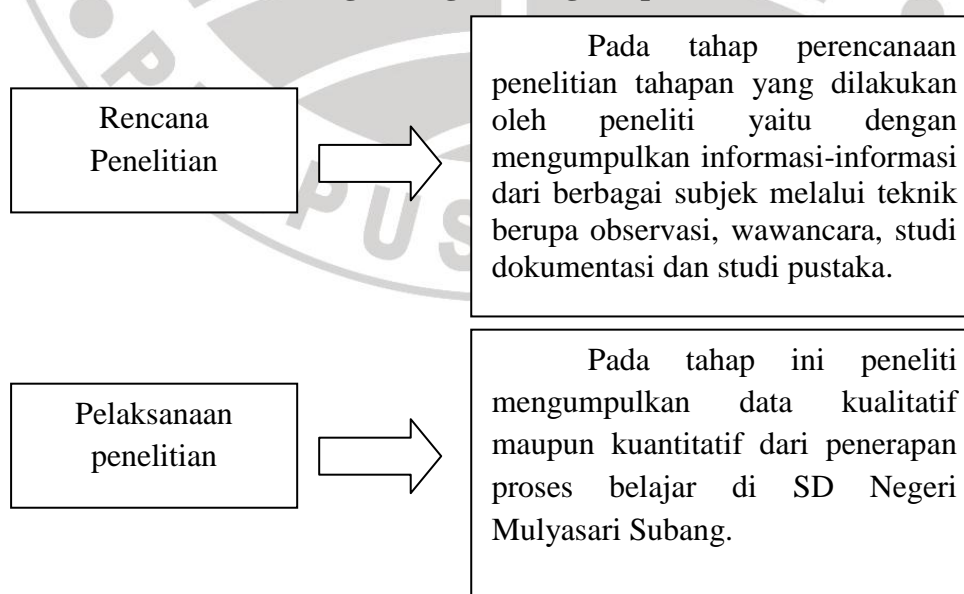 Rencana
Penelitian
Pada tahap perencanaan
penelitian tahapan yang dilakukan
oleh peneliti yaitu dengan
mengumpulkan informasi-informasi
dari berbagai subjek melalui teknik
berupa observasi, wawancara, studi
dokumentasi dan studi pustaka.
PUS
Pelaksanaan
penelitian
Pada tahap ini peneliti
mengumpulkan data kualitatif
maupun kuantitatif dari penerapan
proses belajar di SD Negeri
Mulyasari Subang.